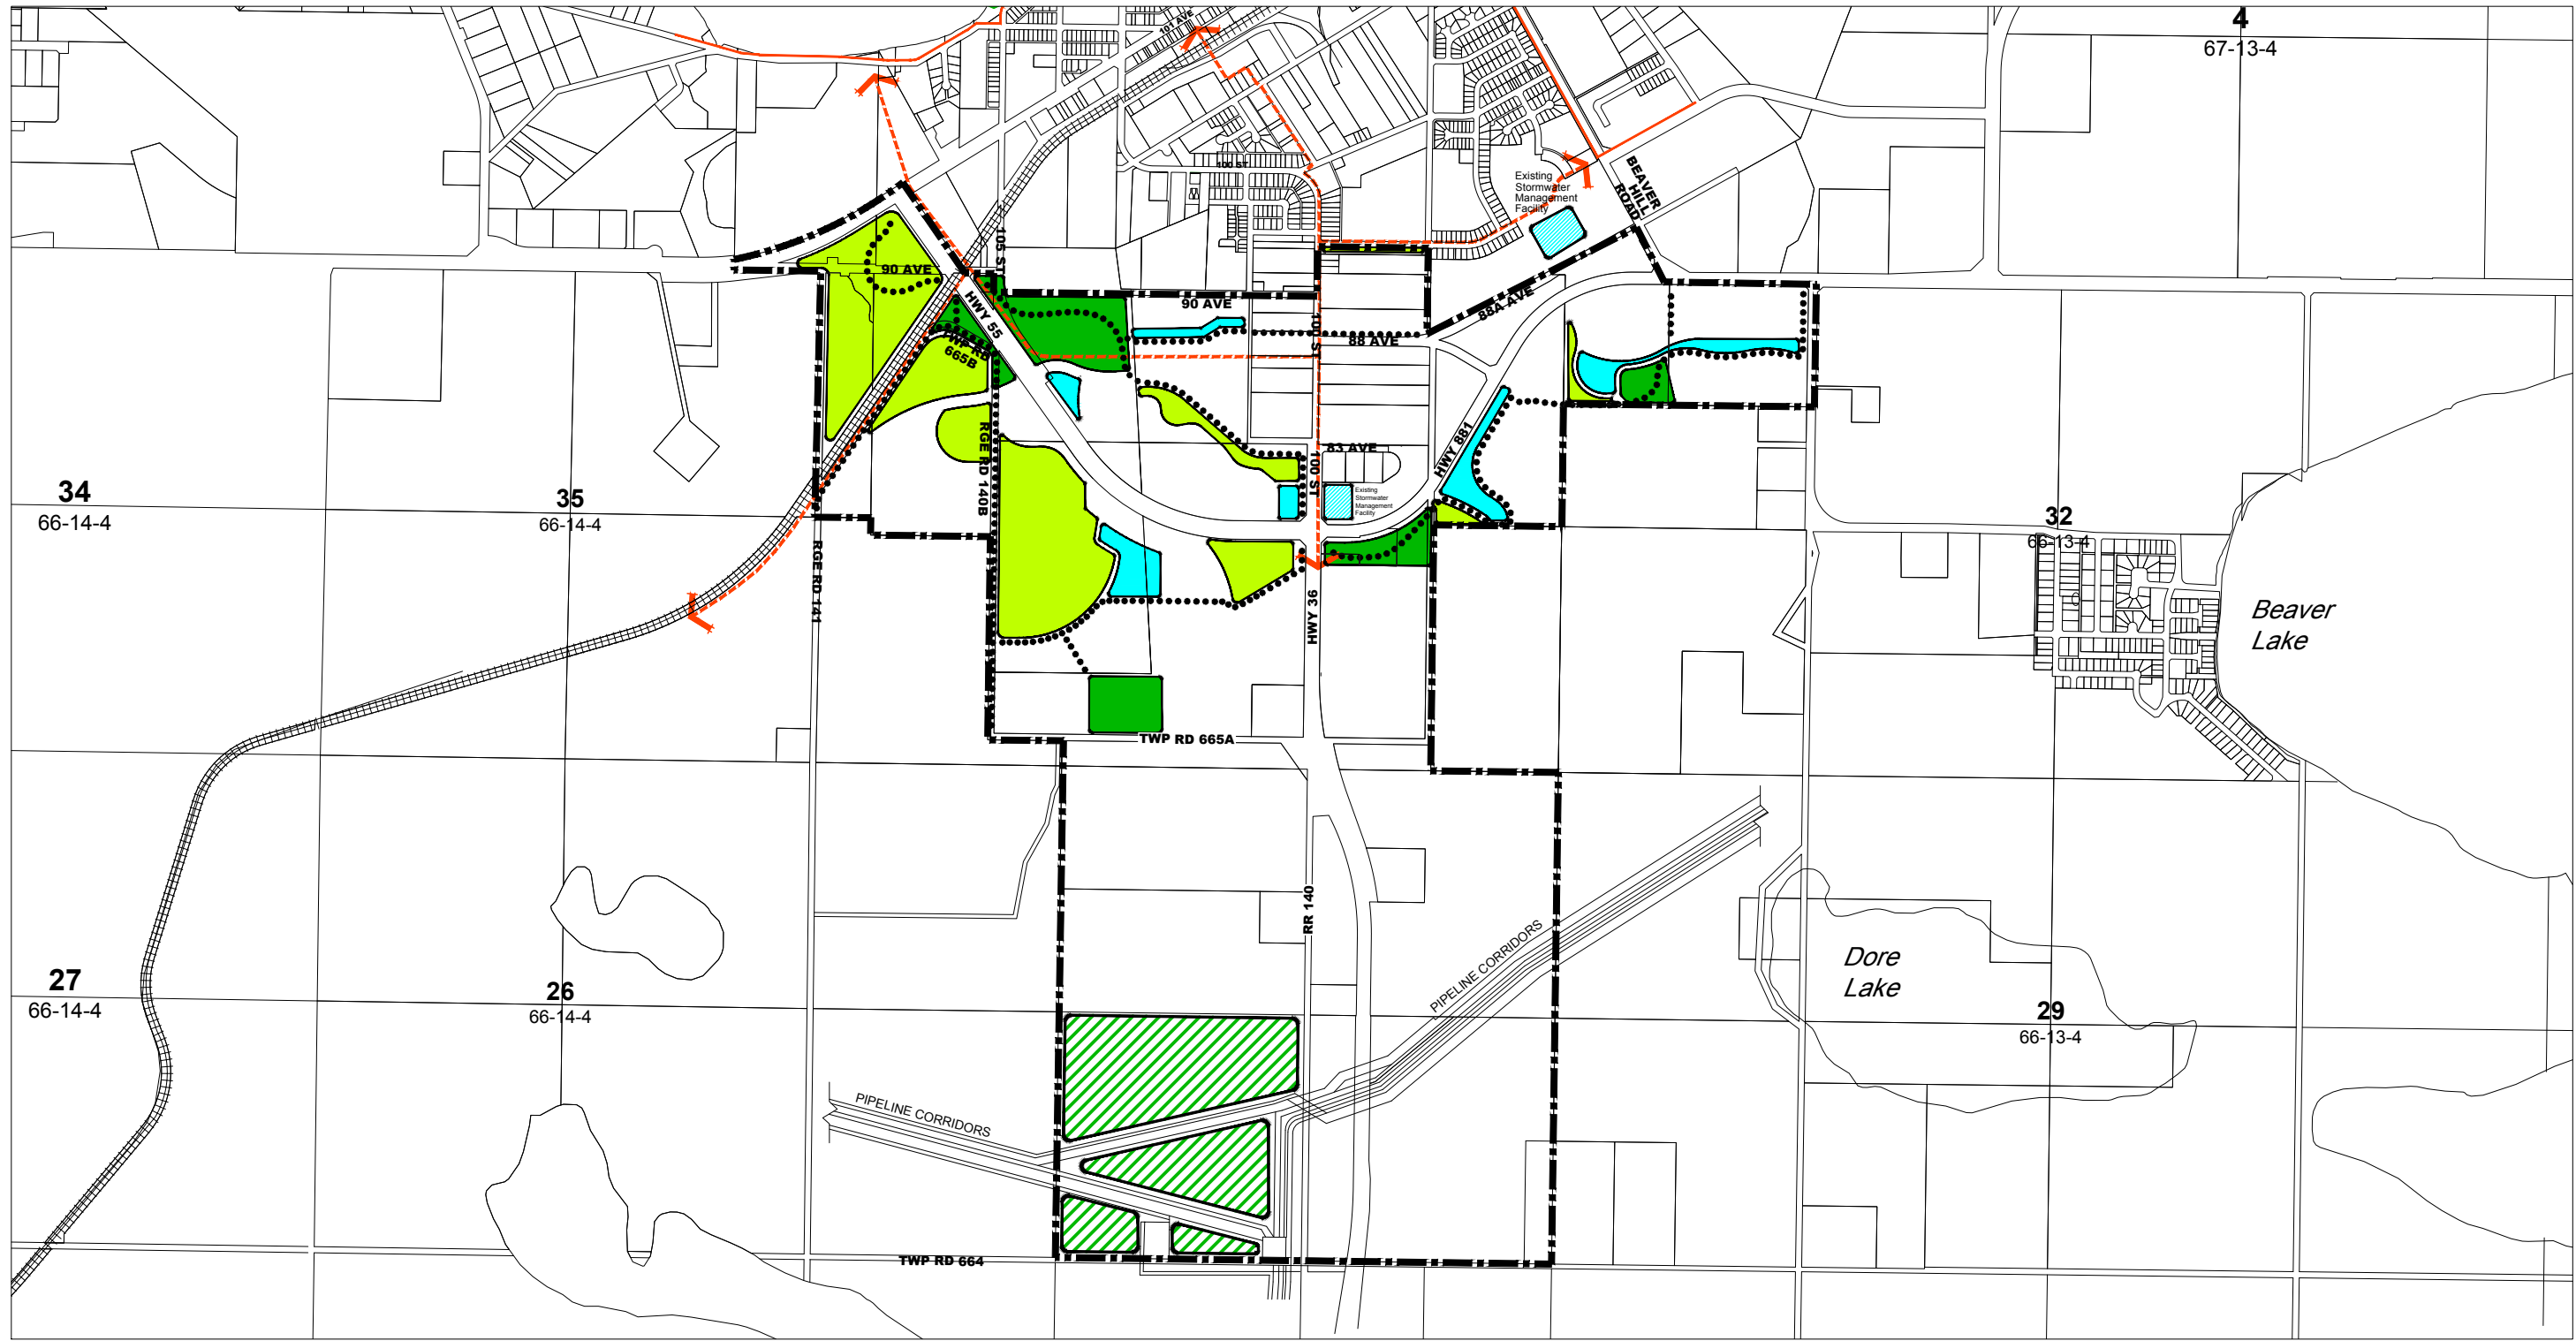 4
67-13-4
101 AVE
100 ST
Existing
Stormwater
Management
Facility
BEAVER
HILL
ROAD
105 ST
90 AVE
HWY 55
90 AVE
88A AVE
100 ST
88 AVE
TWP RD
665B
RGE RD 140B
83 AVE
HWY 881
100 ST
Existing
Stormwater
Management
Facility
34
66-14-4
35
66-14-4
32
66-13-4
RGE RD 141
HWY 36
Beaver
Lake
TWP RD 665A
RR 140
PIPELINE CORRIDORS
Dore
Lake
27
66-14-4
26
66-14-4
29
66-13-4
PIPELINE CORRIDORS
TWP RD 664